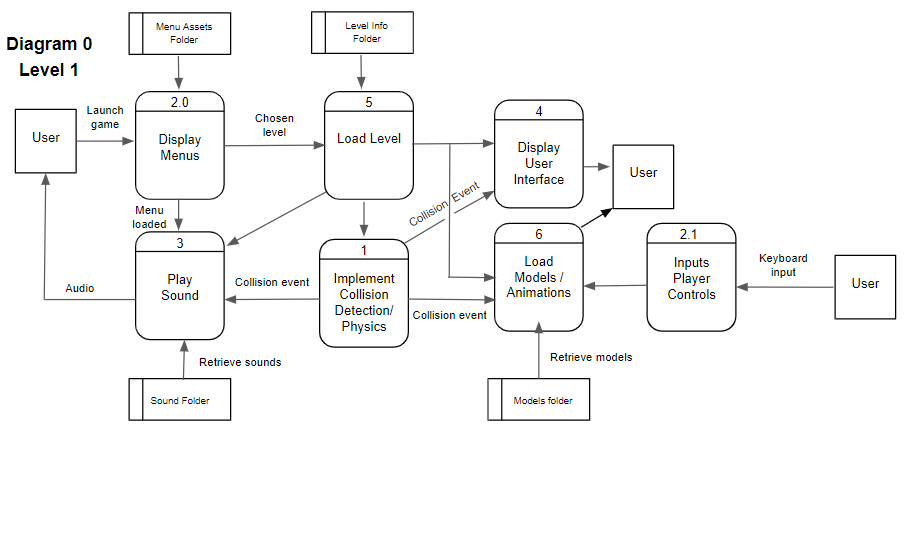 Diagram 0
Level 1
Menu Assets
Folder
Level Info
Folder
User
Launch
game
2.0
Display
Menus
Chosen
level
5
Load Level
4
Display
User
Interface
User
Menu
loaded
Collision Event
3
Play
Sound
Audio
Collision event
1
Implement
Collision
Detection/
Physics
Collision event
6
Load
Models /
Animations
2.1
Inputs
Player
Controls
Keyboard
input
User
Retrieve sounds
Retrieve models
Sound Folder
Models folder